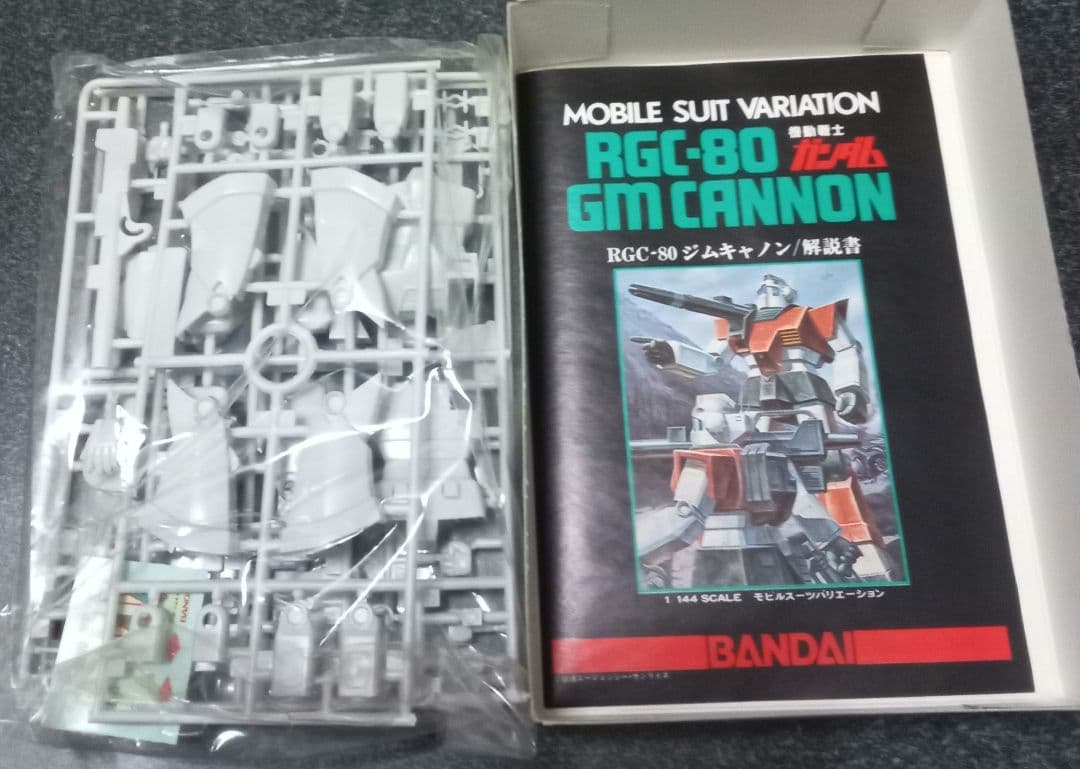 MOBILE SUIT VARIATION
RGC-80 機動戦士 ガンダム
GM CANNON
RGC-80 ジムキャノン/解説書
1 144 SCALE モビルスーツバリエーション
BANDAI